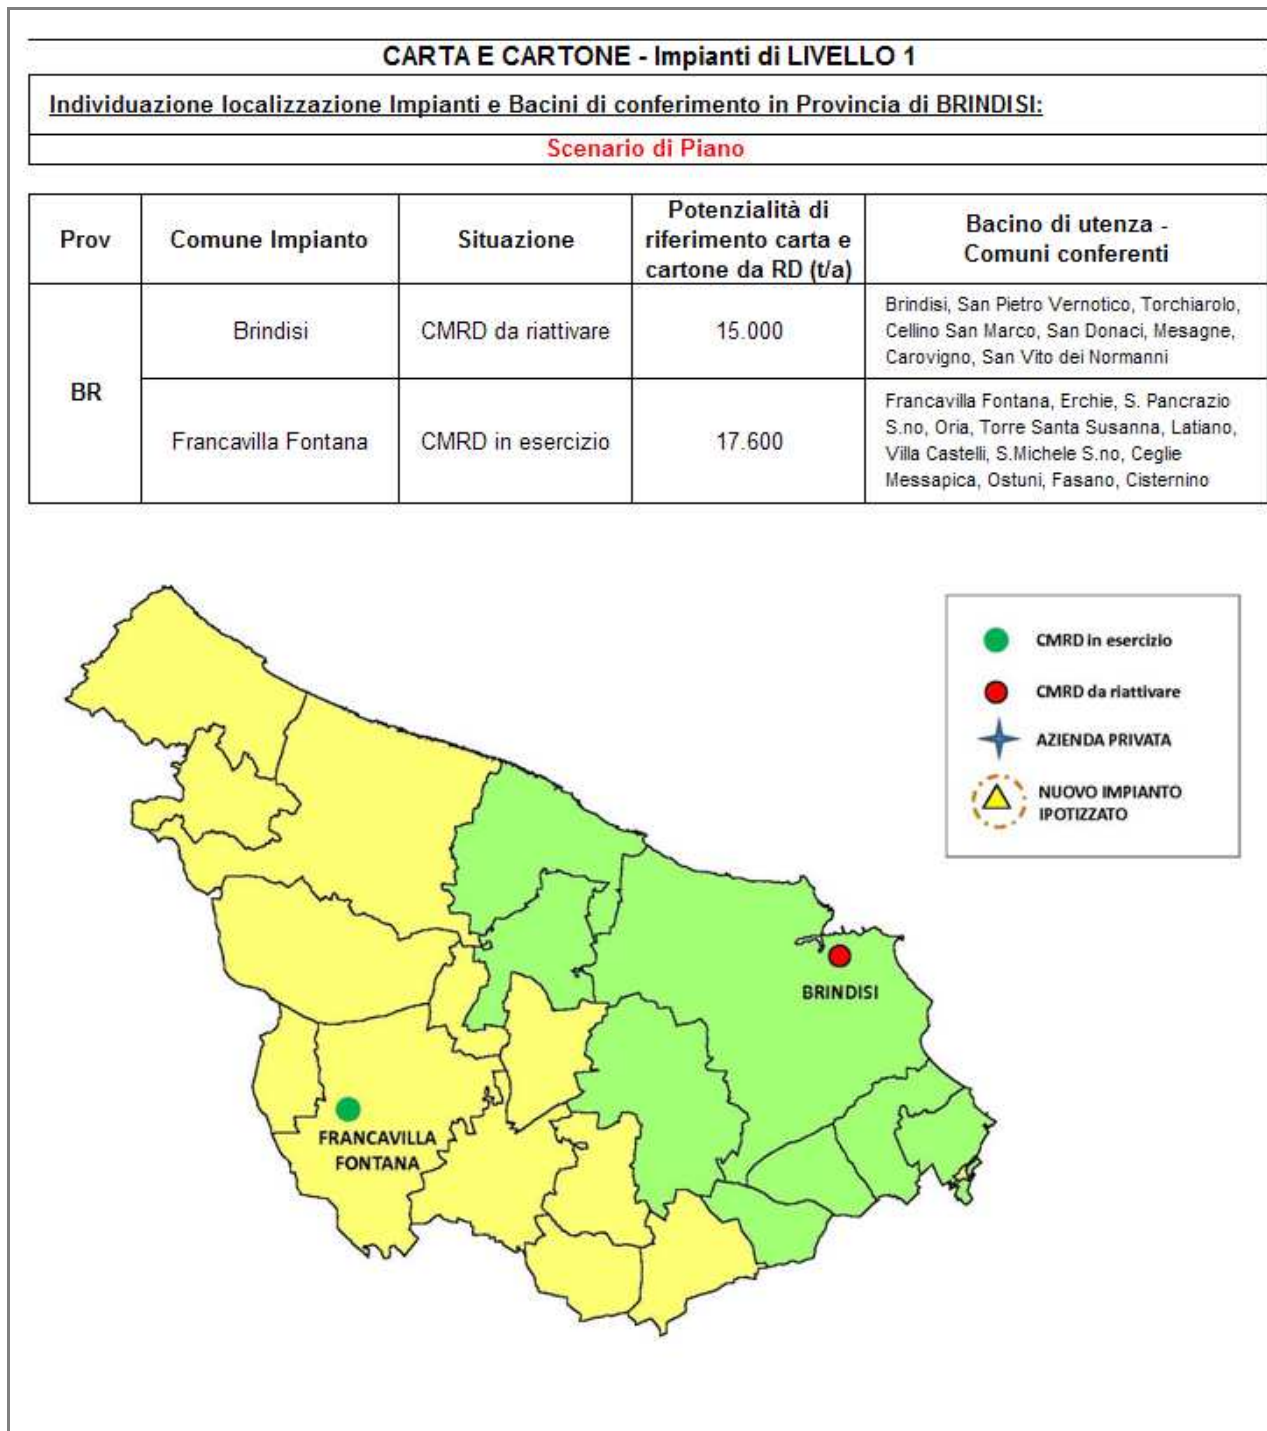 CARTA E CARTONE - Impianti di LIVELLO 1
Individuazione localizzazione Impianti e Bacini di conferimento in Provincia di BRINDISI:
Scenario di Piano
Prov
Comune Impianto
Situazione
Potenzialità di
riferimento carta e
cartone da RD (t/a)
Bacino di utenza -
Comuni conferenti
BR
Brindisi
CMRD da riattivare
15.000
Brindisi, San Pietro Vernotico, Torchiarolo,
Cellino San Marco, San Donaci, Mesagne,
Carovigno, San Vito dei Normanni
Francavilla Fontana
CMRD in esercizio
17.600
Francavilla Fontana, Erchie, S. Pancrazio
S.no, Oria, Torre Santa Susanna, Latiano,
Villa Castelli, S.Michele S.no, Ceglie
Messapica, Ostuni, Fasano, Cisternino
CMRD in esercizio
CMRD da riattivare
AZIENDA PRIVATA
NUOVO IMPIANTO
IPOTIZZATO
BRINDISI
FRANCAVILLA
FONTANA